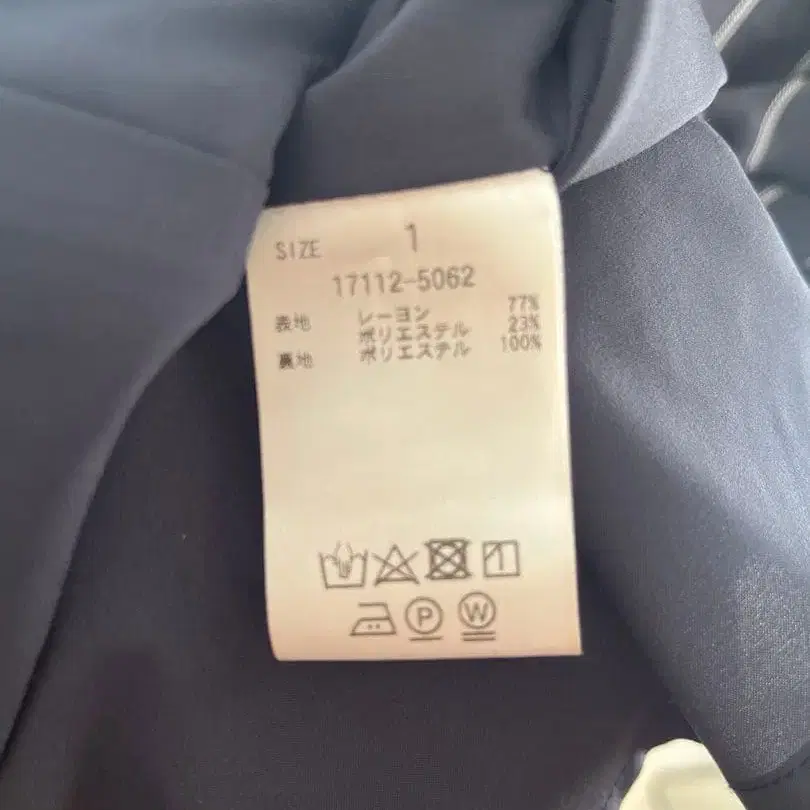 SIZE 1
17112-5062
表地 レーヨン 77%
ポリエステル 23%
裏地 ポリエステル 100%
P W